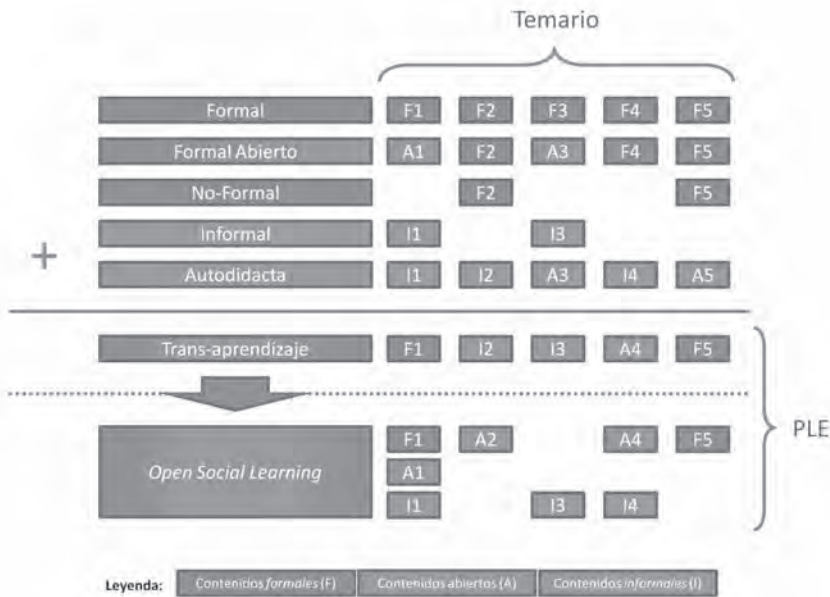 Temario
Formal F1 F2 F3 F4 F5
Formal Abierto A1 F2 A3 F4 F5
No-Formal F2 F5
Informal I1 I3
+
Autodidacta I1 I2 A3 I4 A5
Trans-aprendizaje F1 I2 I3 A4 F5
F1 A2 A4 F5
PLE
Open Social Learning A1
I1 I3 I4
Leyenda: Contenidos formales (F) Contenidos abiertos (A) Contenidos informales (I)